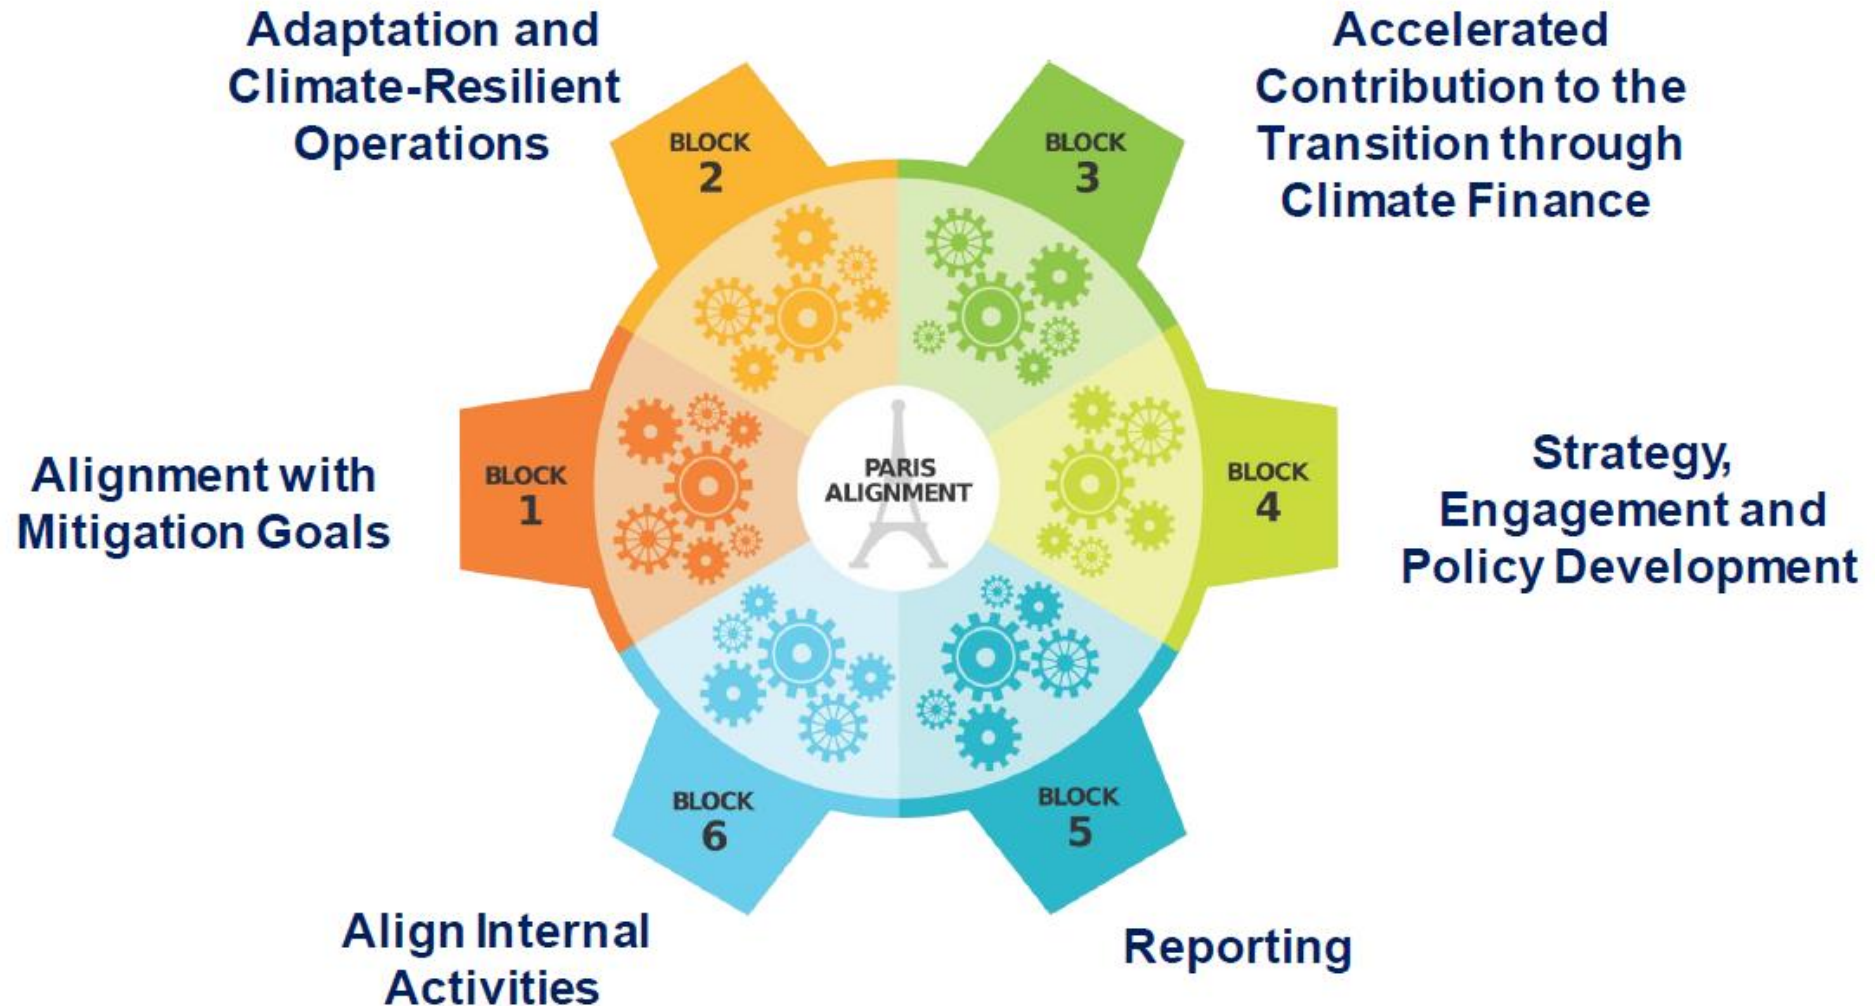 Adaptation and
Climate-Resilient
Operations
Accelerated
Contribution to the
Transition through
Climate Finance
BLOCK
2
BLOCK
3
Alignment with
Mitigation Goals
BLOCK
1
PARIS
ALIGNMENT
BLOCK
4
Strategy,
Engagement and
Policy Development
BLOCK
6
BLOCK
5
Align Internal
Activities
Reporting